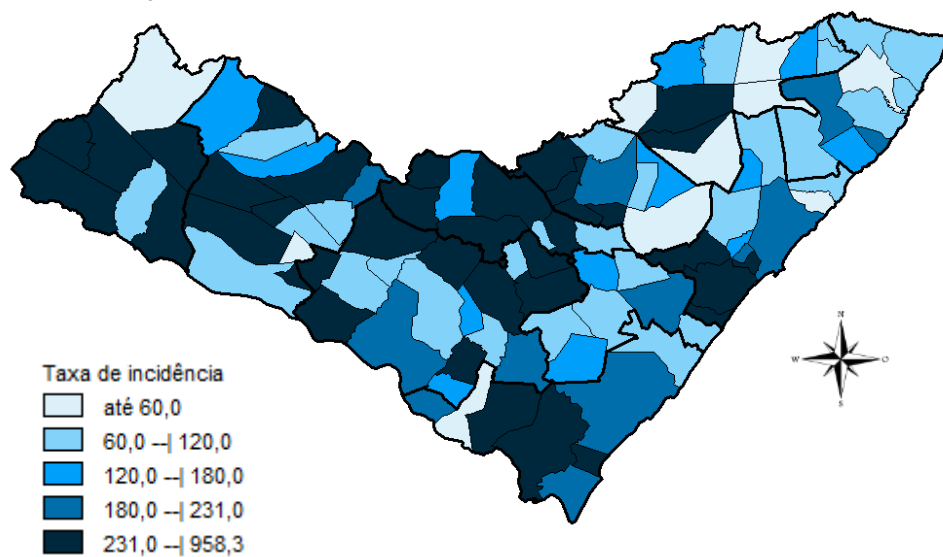 N
W
O
S
Taxa de incidência
até 60,0
60,0 --| 120,0
120,0 --| 180,0
180,0 --| 231,0
231,0 --| 958,3